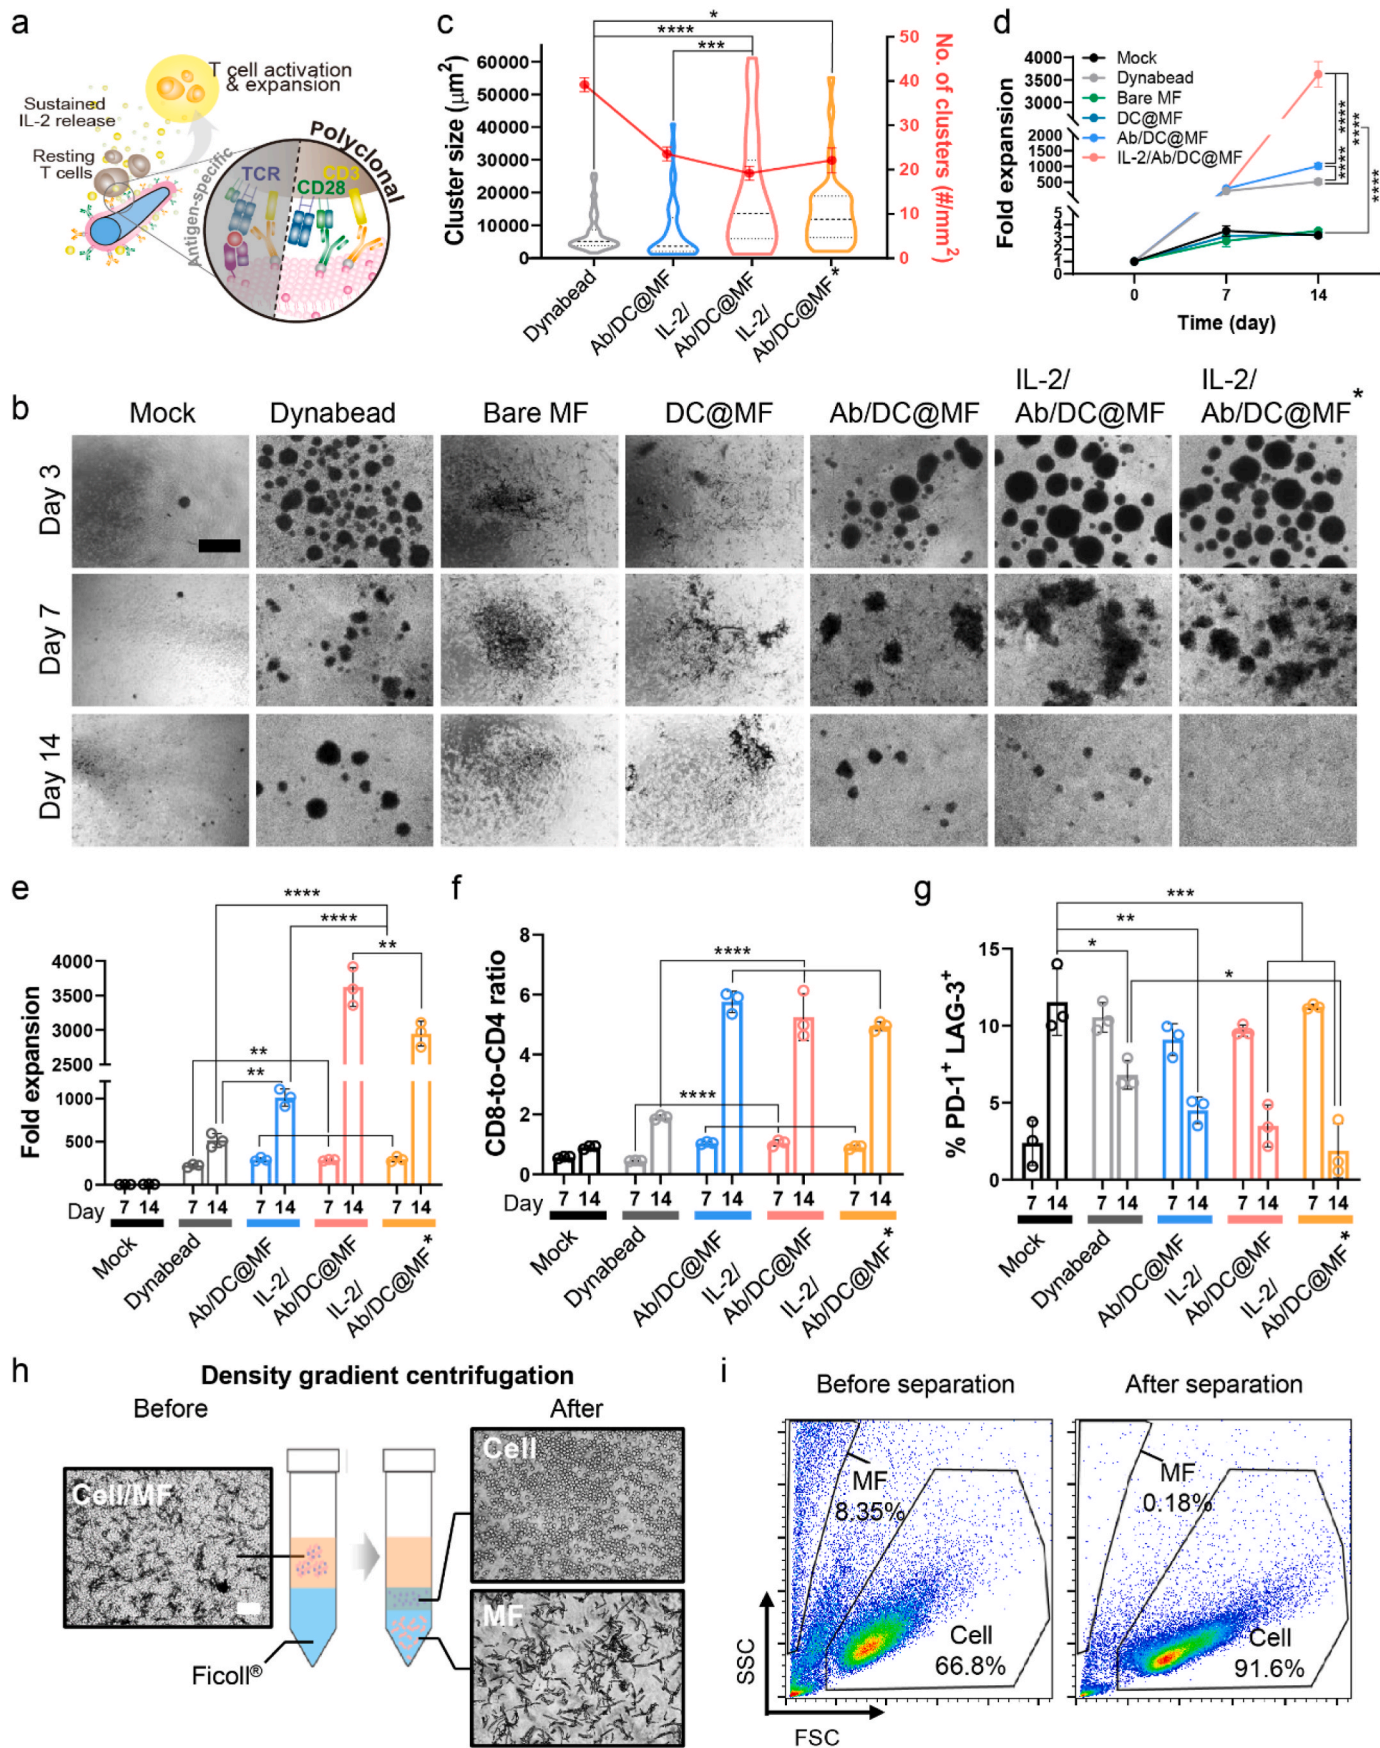 a
T cell activation
& expansion
Sustained
IL-2 release
Resting
T cells
Antigen-specific
Polyclonal
TCR
CD3
CD28
c
Cluster size (μm²)
60000
50000
40000
30000
20000
10000
0
*
****
***
50
40
30
20
10
0
No. of clusters (#/mm²)
Dynabead
Ab/DC@MF
IL-2/
Ab/DC@MF
IL-2/
Ab/DC@MF*
d
Fold expansion
4000
3500
3000
2000
1500
1000
500
5
4
3
2
1
0
Mock
Dynabead
Bare MF
DC@MF
Ab/DC@MF
IL-2/Ab/DC@MF
****
****
****
****
0
7
14
Time (day)
b
Mock
Dynabead
Bare MF
DC@MF
Ab/DC@MF
IL-2/
Ab/DC@MF
IL-2/
Ab/DC@MF*
Day 3
Day 7
Day 14
e
Fold expansion
4000
3500
3000
2500
1000
500
0
****
****
**
**
**
Day
7 14 7 14 7 14 7 14 7 14
Mock
Dynabead
Ab/DC@MF
IL-2/
Ab/DC@MF
IL-2/
Ab/DC@MF*
f
CD8-to-CD4 ratio
8
6
4
2
0
****
****
Day
7 14 7 14 7 14 7 14 7 14
Mock
Dynabead
Ab/DC@MF
IL-2/
Ab/DC@MF
IL-2/
Ab/DC@MF*
g
% PD-1⁺ LAG-3⁺
15
10
5
0
***
**
*
*
7 14 7 14 7 14 7 14 7 14
Mock
Dynabead
Ab/DC@MF
IL-2/
Ab/DC@MF
IL-2/
Ab/DC@MF*
h
Density gradient centrifugation
Before
After
Cell/MF
Cell
MF
Ficoll®
i
Before separation
After separation
MF
8.35%
Cell
66.8%
MF
0.18%
Cell
91.6%
SSC
FSC